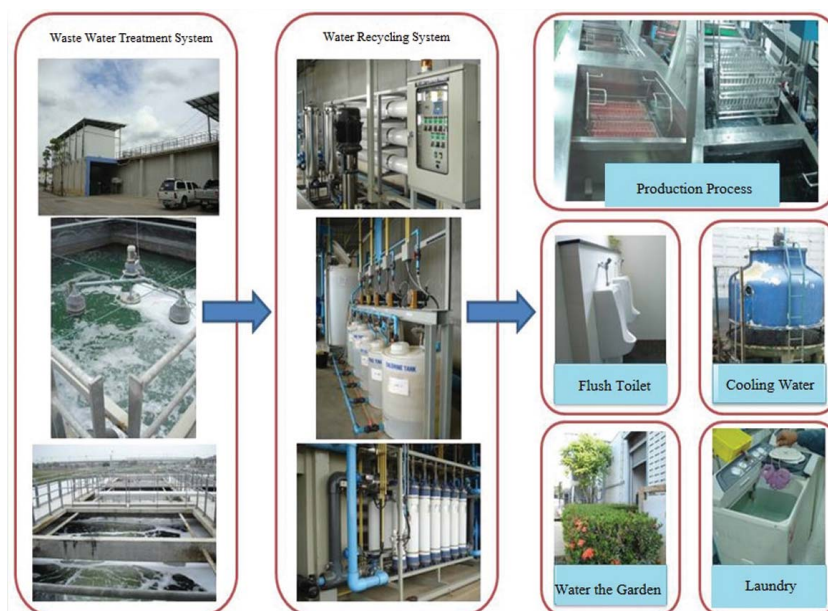 Waste Water Treatment System
Water Recycling System
Production Process
Flush Toilet
Cooling Water
Water the Garden
Laundry